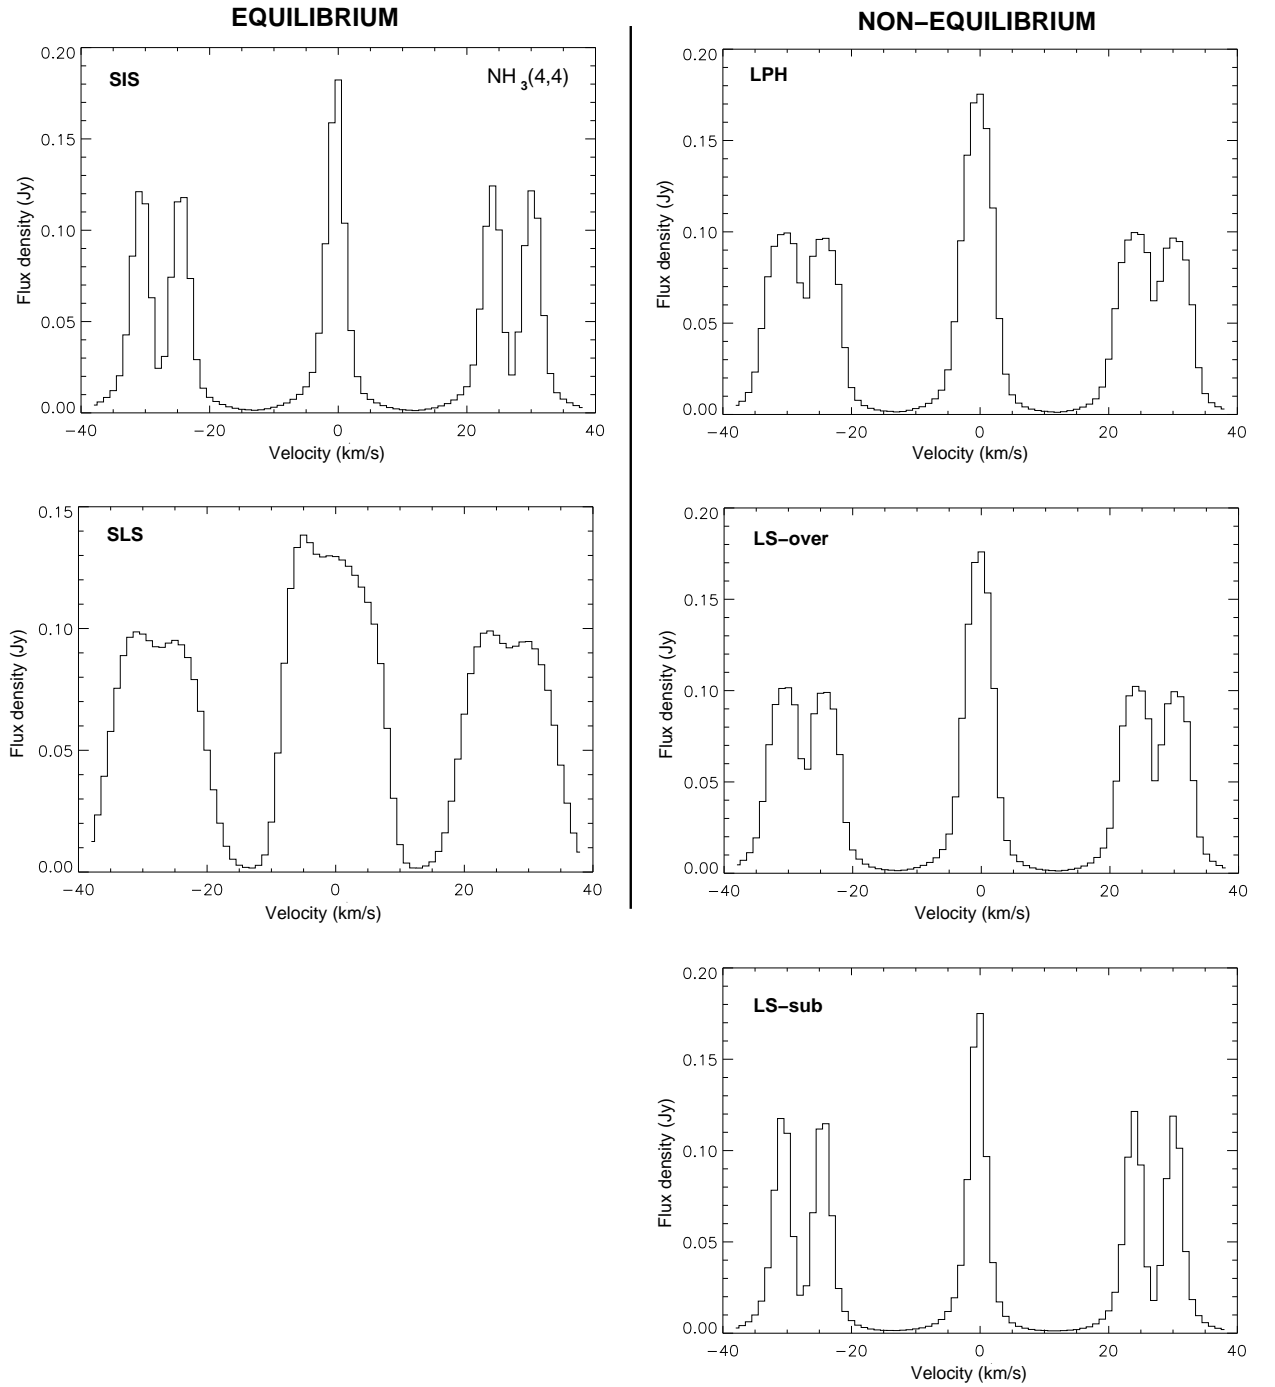 EQUILIBRIUM
NON−EQUILIBRIUM
SIS
NH3(4,4)
Flux density (Jy)
0.20
0.15
0.10
0.05
0.00
−40 −20 0 20 40
Velocity (km/s)
LPH
Flux density (Jy)
0.20
0.15
0.10
0.05
0.00
−40 −20 0 20 40
Velocity (km/s)
SLS
Flux density (Jy)
0.15
0.10
0.05
0.00
−40 −20 0 20 40
Velocity (km/s)
LS−over
Flux density (Jy)
0.20
0.15
0.10
0.05
0.00
−40 −20 0 20 40
Velocity (km/s)
LS−sub
Flux density (Jy)
0.20
0.15
0.10
0.05
0.00
−40 −20 0 20 40
Velocity (km/s)